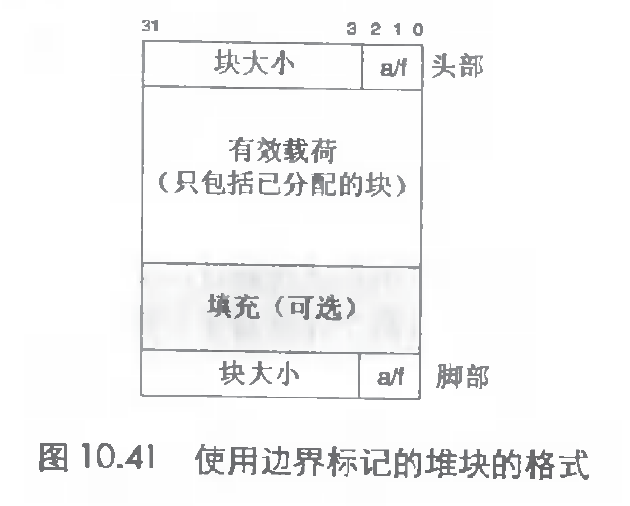 31 3 2 1 0
块大小 a/f 头部
有效载荷
（只包括已分配的块）
填充（可选）
块大小 a/f 脚部
图 10.41 使用边界标记的堆块的格式